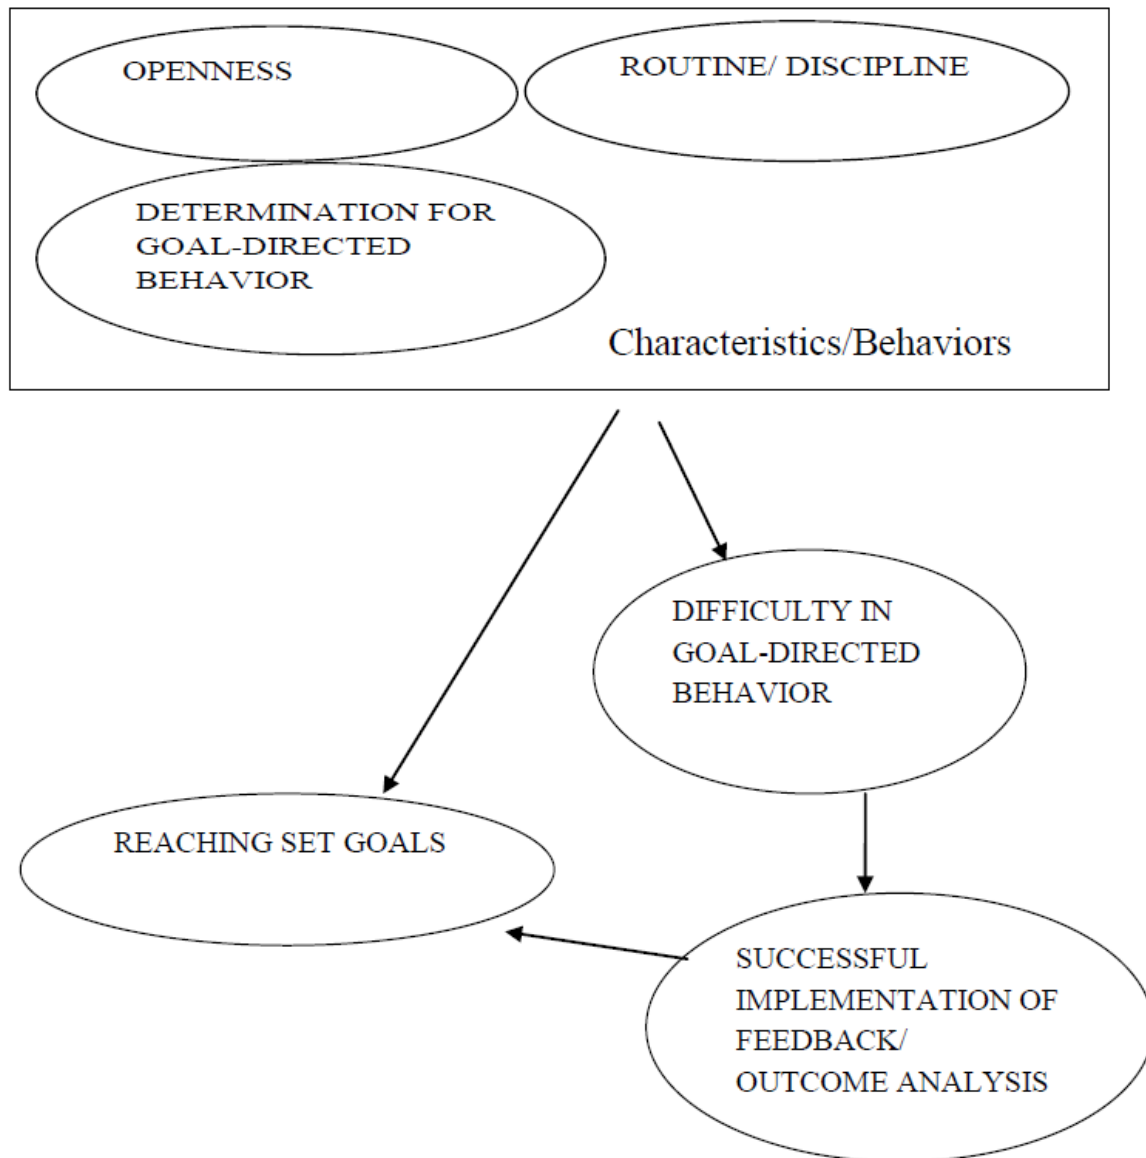 OPENNESS
ROUTINE/ DISCIPLINE
DETERMINATION FOR
GOAL-DIRECTED
BEHAVIOR
Characteristics/Behaviors
DIFFICULTY IN
GOAL-DIRECTED
BEHAVIOR
REACHING SET GOALS
SUCCESSFUL
IMPLEMENTATION OF
FEEDBACK/
OUTCOME ANALYSIS